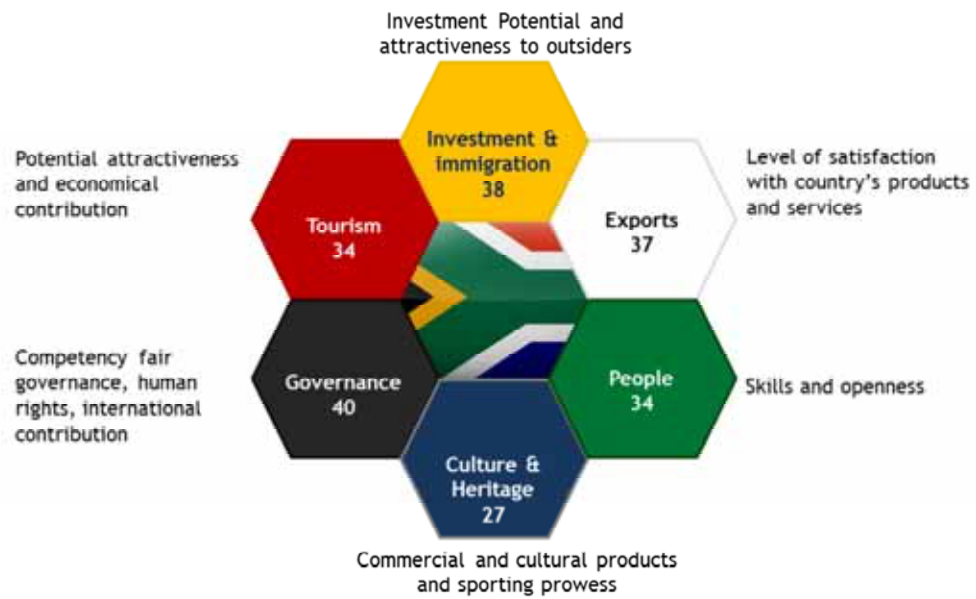 Investment Potential and
attractiveness to outsiders
Investment &
immigration
38
Potential attractiveness
and economical
contribution
Tourism
34
Exports
37
Level of satisfaction
with country's products
and services
Competency fair
governance, human
rights, international
contribution
Governance
40
People
34
Skills and openness
Culture &
Heritage
27
Commercial and cultural products
and sporting prowess